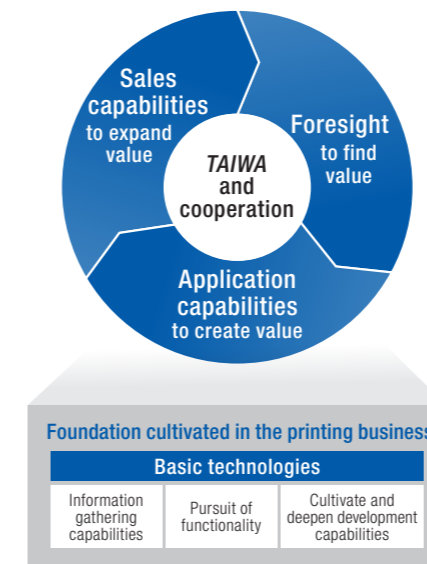 Sales
capabilities
to expand
value
Foresight
to find
value
TAIWA
and
cooperation
Application
capabilities
to create value
Foundation cultivated in the printing business
Basic technologies
Information
gathering
capabilities
Pursuit of
functionality
Cultivate and
deepen development
capabilities